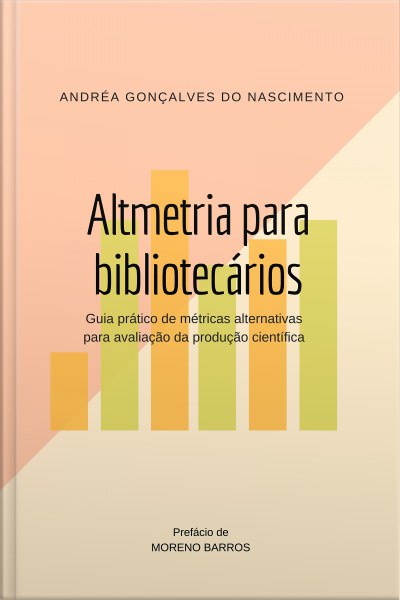 ANDRÉA GONÇALVES DO NASCIMENTO
Altmetria para
bibliotecários
Guia prático de métricas alternativas
para avaliação da produção científica
Prefácio de
MORENO BARROS